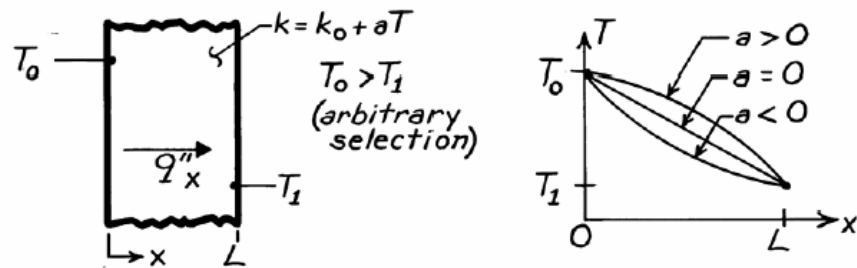 k = k₀ + aT
T₀
T₀ > T₁
(arbitrary
selection)
q″ₓ
T₁
x
L
T
a > 0
T₀
a = 0
a < 0
T₁
0
L
x